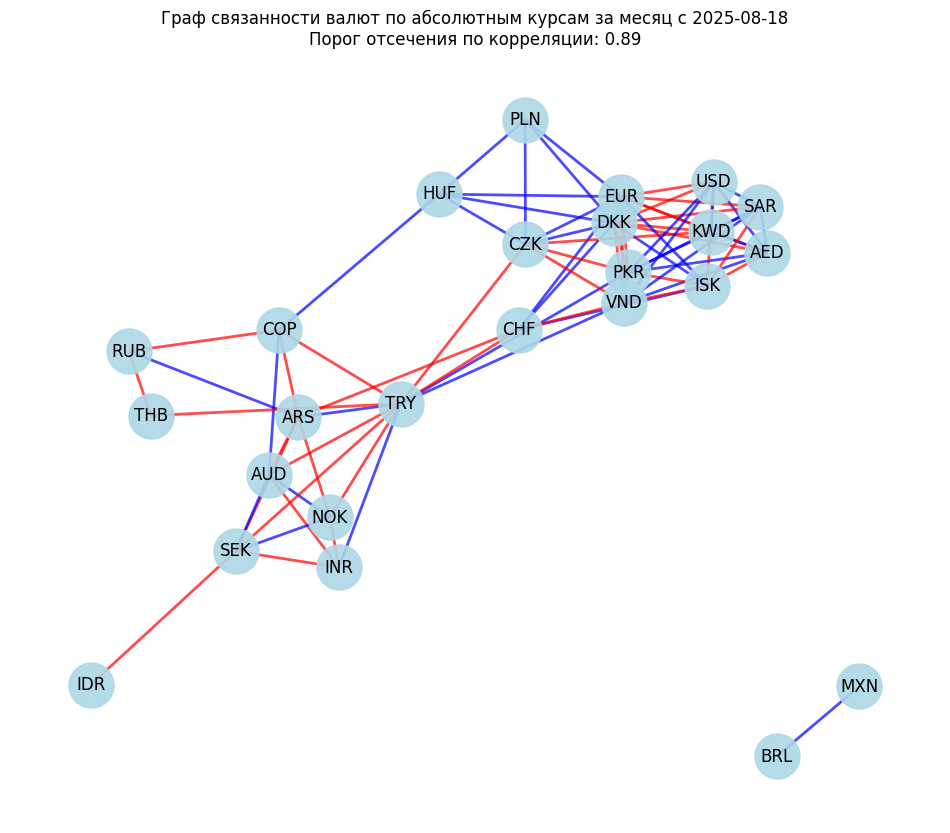 Граф связанности валют по абсолютным курсам за месяц с 2025-08-18
Порог отсечения по корреляции: 0.89
PLN
USD
HUF
EUR
SAR
DKK
KWD
CZK
AED
PKR
ISK
VND
COP
CHF
RUB
TRY
THB
ARS
AUD
NOK
SEK
INR
IDR
MXN
BRL